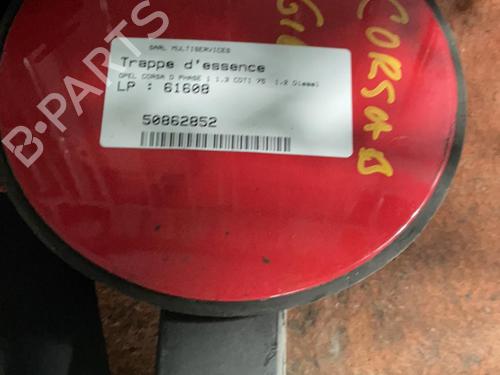 SARL MULTISERVICES
Trappe d'essence
OPEL CORSA D PHASE 1 1.3 CDTI 75 1.2 Diesel
LP : 61608
50862852
CORSA D
B-PARTS